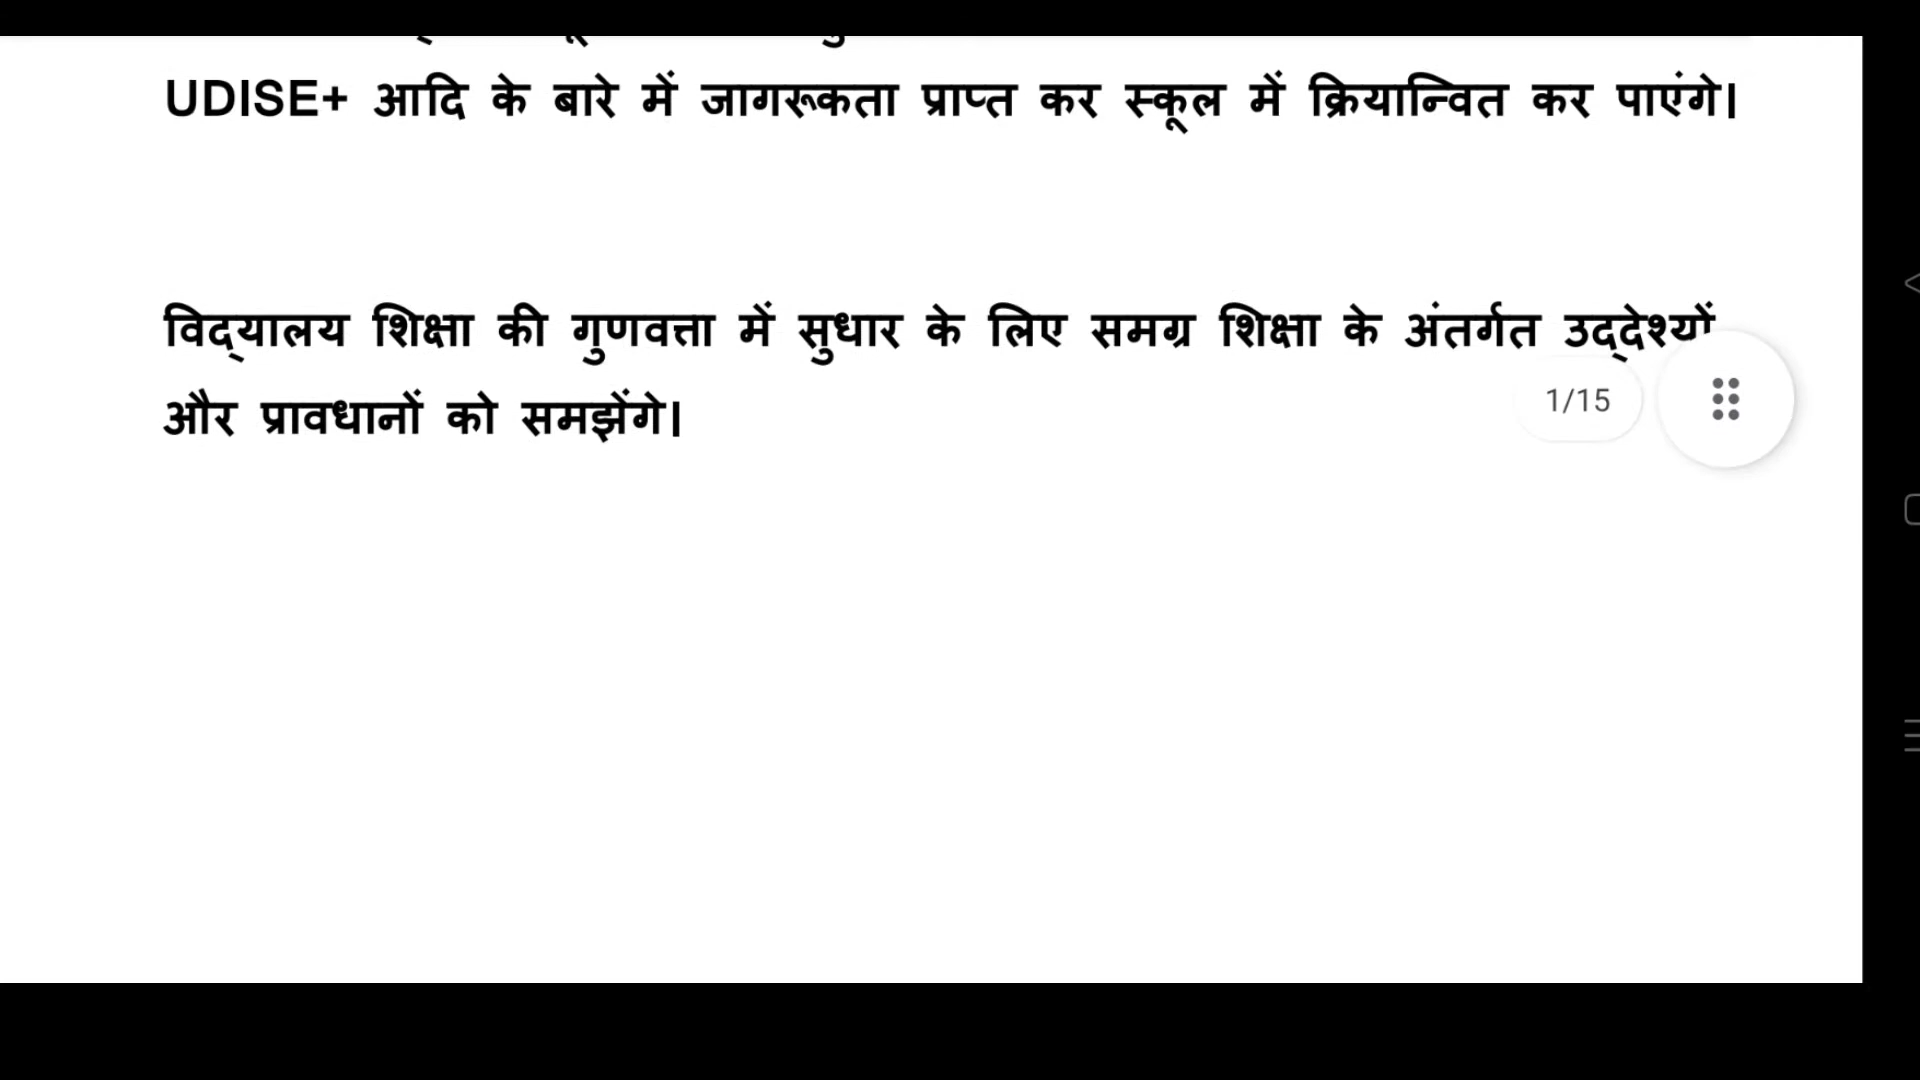 UDISE+ आदि के बारे में जागरूकता प्राप्त कर स्कूल में क्रियान्वित कर पाएंगे।
विद्यालय शिक्षा की गुणवत्ता में सुधार के लिए समग्र शिक्षा के अंतर्गत उद्देश्यों
और प्रावधानों को समझेंगे।
1/15